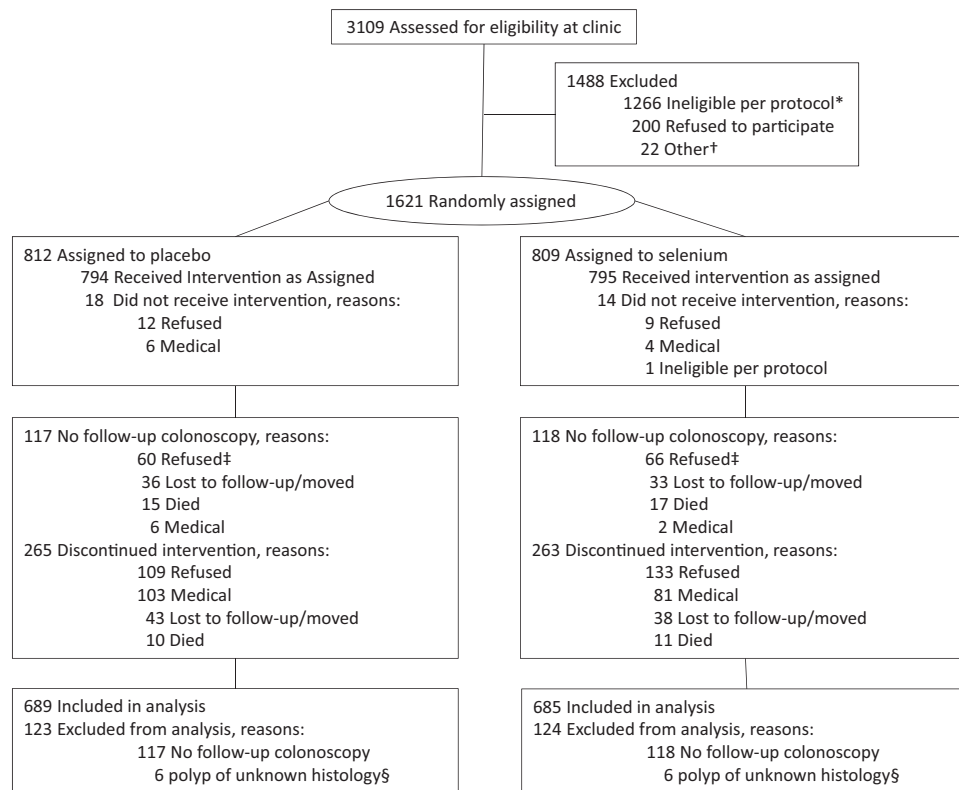 3109 Assessed for eligibility at clinic
1488 Excluded
1266 Ineligible per protocol*
200 Refused to participate
22 Other†
1621 Randomly assigned
812 Assigned to placebo
794 Received Intervention as Assigned
18 Did not receive intervention, reasons:
12 Refused
6 Medical
809 Assigned to selenium
795 Received intervention as assigned
14 Did not receive intervention, reasons:
9 Refused
4 Medical
1 Ineligible per protocol
117 No follow-up colonoscopy, reasons:
60 Refused‡
36 Lost to follow-up/moved
15 Died
6 Medical
265 Discontinued intervention, reasons:
109 Refused
103 Medical
43 Lost to follow-up/moved
10 Died
118 No follow-up colonoscopy, reasons:
66 Refused‡
33 Lost to follow-up/moved
17 Died
2 Medical
263 Discontinued intervention, reasons:
133 Refused
81 Medical
38 Lost to follow-up/moved
11 Died
689 Included in analysis
123 Excluded from analysis, reasons:
117 No follow-up colonoscopy
6 polyp of unknown histology§
685 Included in analysis
124 Excluded from analysis, reasons:
118 No follow-up colonoscopy
6 polyp of unknown histology§